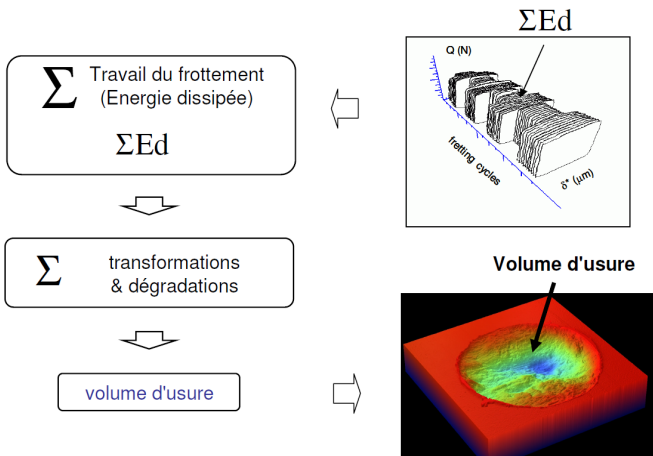 ΣEd
Q (N)
fretting cycles
δ* (µm)
Σ Travail du frottement
(Energie dissipée)
ΣEd
Σ transformations
& dégradations
Volume d'usure
volume d'usure